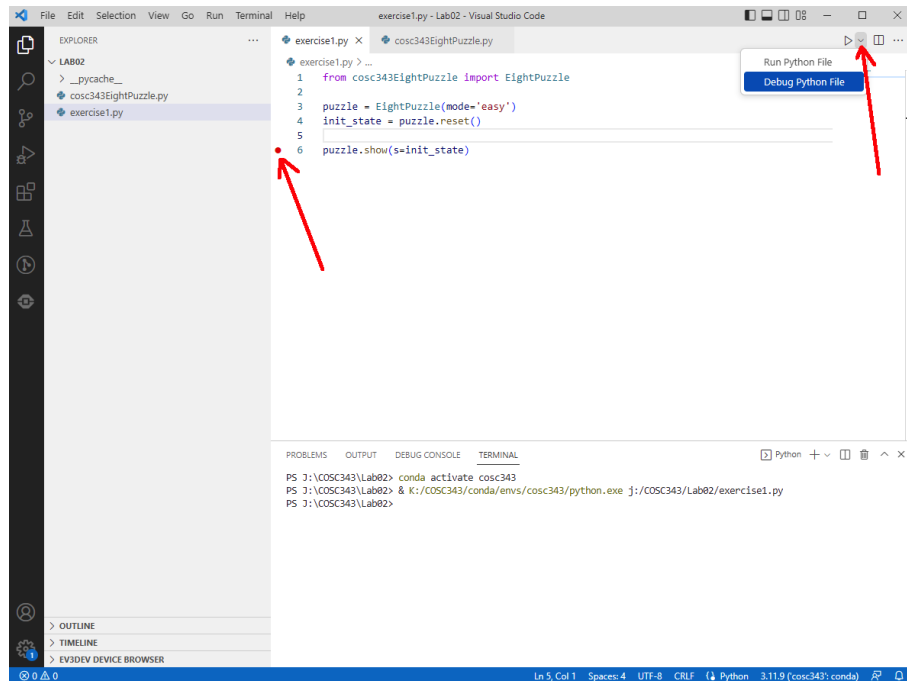 File Edit Selection View Go Run Terminal Help exercise1.py - Lab02 - Visual Studio Code
EXPLORER ...
exercise1.py × cosc343EightPuzzle.py
LAB02
__pycache__
cosc343EightPuzzle.py
exercise1.py
exercise1.py > ...
1 from cosc343EightPuzzle import EightPuzzle
2
3 puzzle = EightPuzzle(mode='easy')
4 init_state = puzzle.reset()
5
6 puzzle.show(s=init_state)
Run Python File
Debug Python File
PROBLEMS OUTPUT DEBUG CONSOLE TERMINAL Python
PS J:\COSC343\Lab02> conda activate cosc343
PS J:\COSC343\Lab02> & K:/COSC343/conda/envs/cosc343/python.exe j:/COSC343/Lab02/exercise1.py
PS J:\COSC343\Lab02>
OUTLINE
TIMELINE
EV3DEV DEVICE BROWSER
1
0 0 Ln 5, Col 1 Spaces: 4 UTF-8 CRLF Python 3.11.9 ('cosc343': conda)